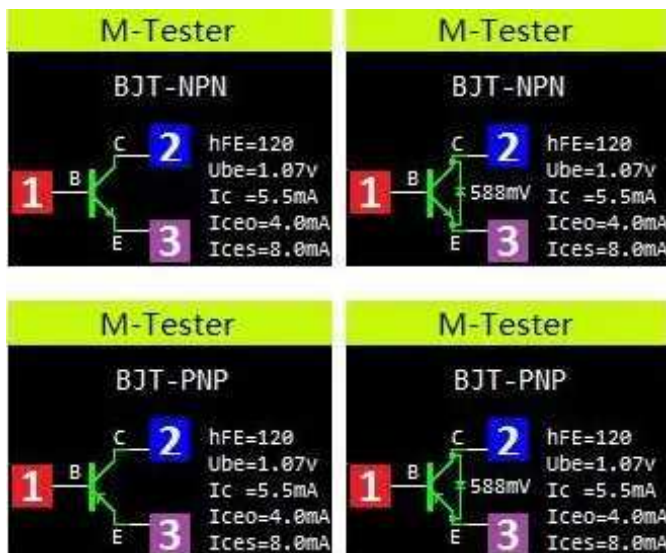 M-Tester
BJT-NPN
C 2 hFE=120
Ube=1.07v
1 B Ic =5.5mA
Iceo=4.0mA
E 3 Ices=8.0mA
M-Tester
BJT-NPN
C 2 hFE=120
Ube=1.07v
1 B 588mV Ic =5.5mA
Iceo=4.0mA
E 3 Ices=8.0mA
M-Tester
BJT-PNP
C 2 hFE=120
Ube=1.07v
1 B Ic =5.5mA
Iceo=4.0mA
E 3 Ices=8.0mA
M-Tester
BJT-PNP
C 2 hFE=120
Ube=1.07v
1 B 588mV Ic =5.5mA
Iceo=4.0mA
E 3 Ices=8.0mA